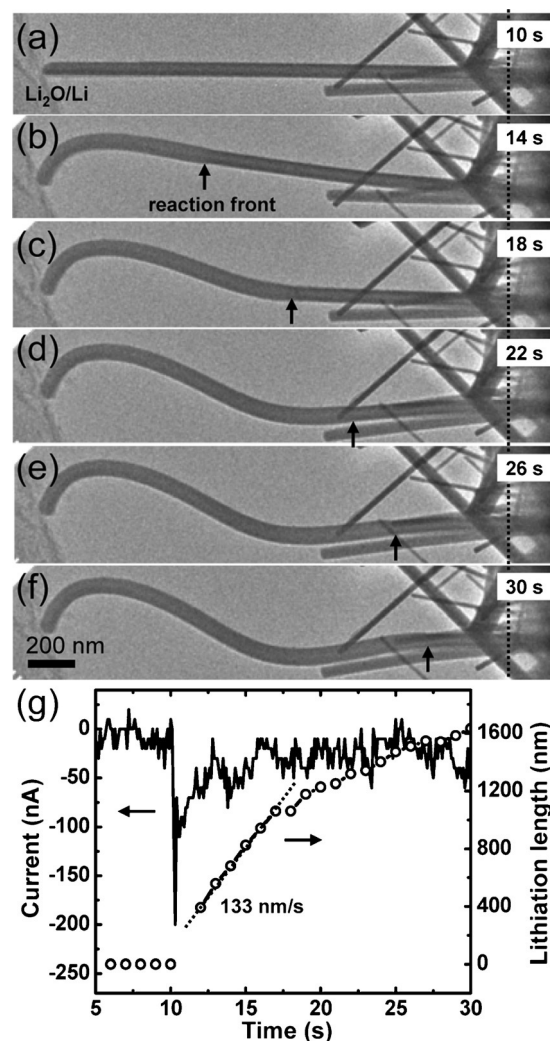 (a)
10 s
Li₂O/Li
(b)
14 s
reaction front
(c)
18 s
(d)
22 s
(e)
26 s
(f)
30 s
200 nm
(g)
0
-50
-100
-150
-200
-250
Current (nA)
1600
1200
800
400
0
Lithiation length (nm)
133 nm/s
5 10 15 20 25 30
Time (s)